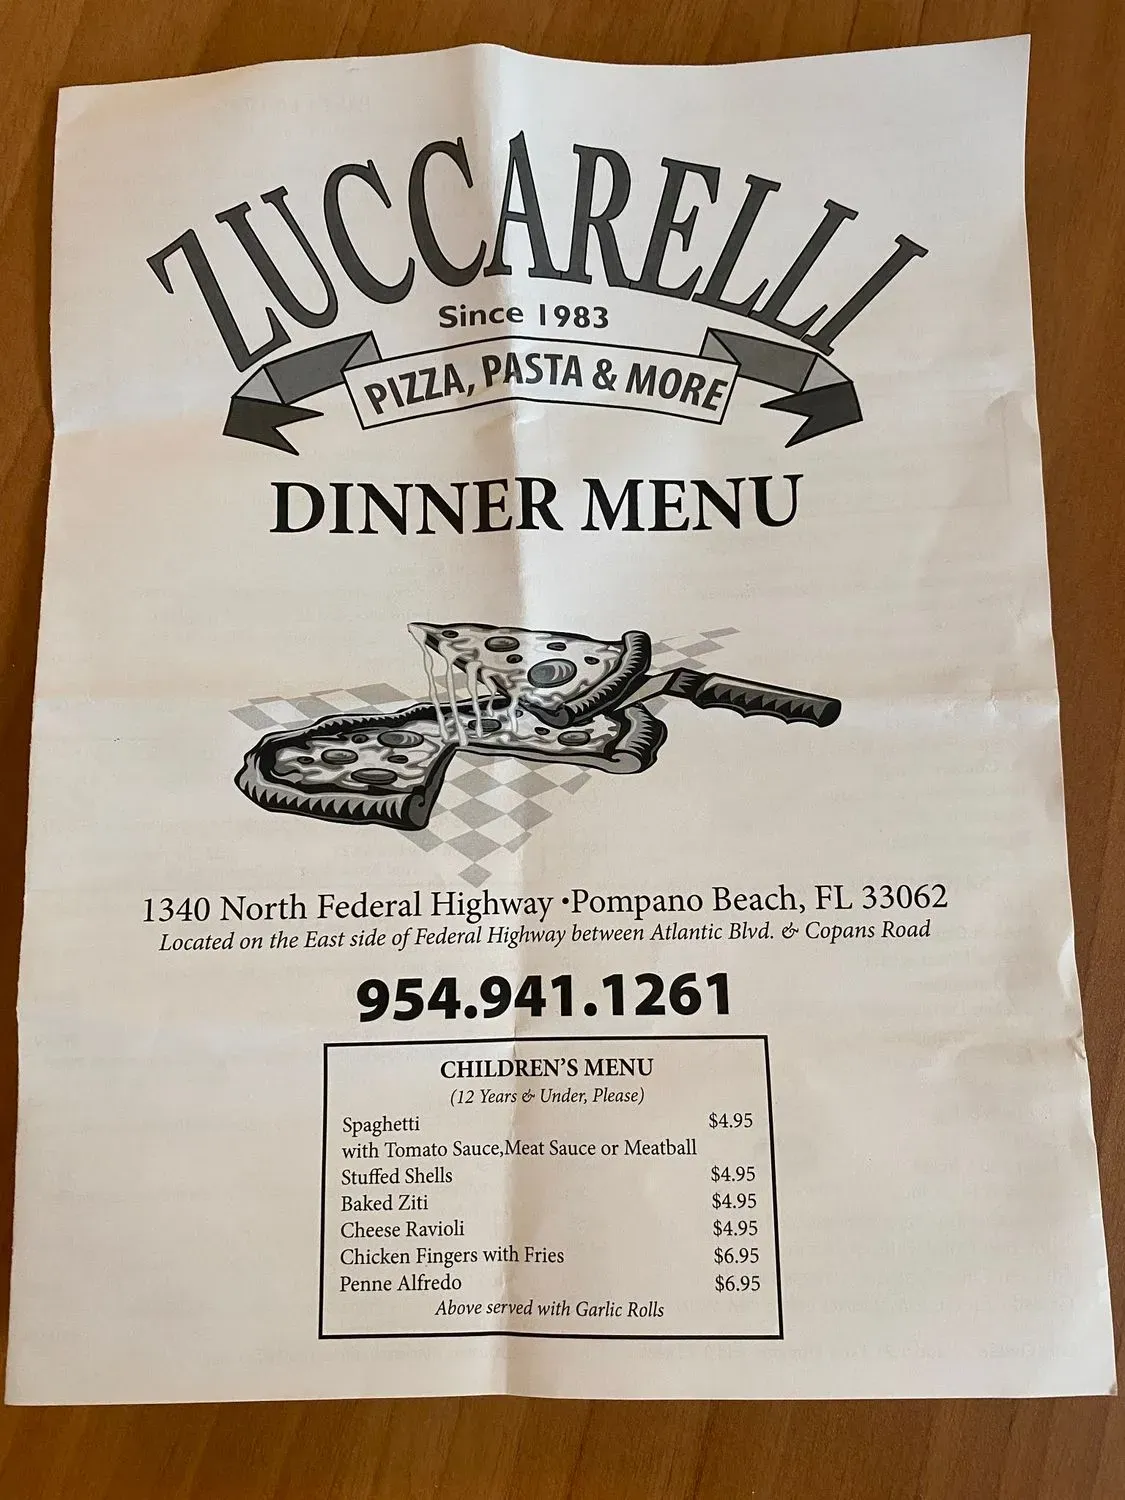 ZUCCARELLI
Since 1983
PIZZA, PASTA & MORE
DINNER MENU
1340 North Federal Highway •Pompano Beach, FL 33062
Located on the East side of Federal Highway between Atlantic Blvd. & Copans Road
954.941.1261
CHILDREN'S MENU
(12 Years & Under, Please)
Spaghetti $4.95
with Tomato Sauce,Meat Sauce or Meatball
Stuffed Shells $4.95
Baked Ziti $4.95
Cheese Ravioli $4.95
Chicken Fingers with Fries $6.95
Penne Alfredo $6.95
Above served with Garlic Rolls